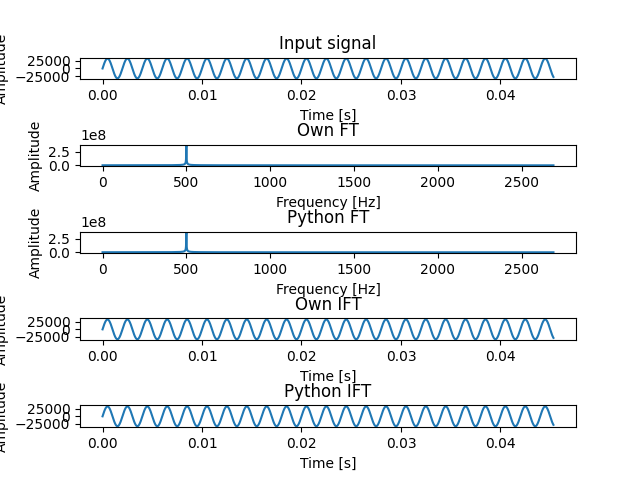 Input signal
Amplitude
25000
0
−25000
0.00 0.01 0.02 0.03 0.04
Time [s]
Own FT
1e8
Amplitude
2.5
0.0
0 500 1000 1500 2000 2500
Frequency [Hz]
Python FT
1e8
Amplitude
2.5
0.0
0 500 1000 1500 2000 2500
Frequency [Hz]
Own IFT
Amplitude
25000
0
−25000
0.00 0.01 0.02 0.03 0.04
Time [s]
Python IFT
Amplitude
25000
0
−25000
0.00 0.01 0.02 0.03 0.04
Time [s]